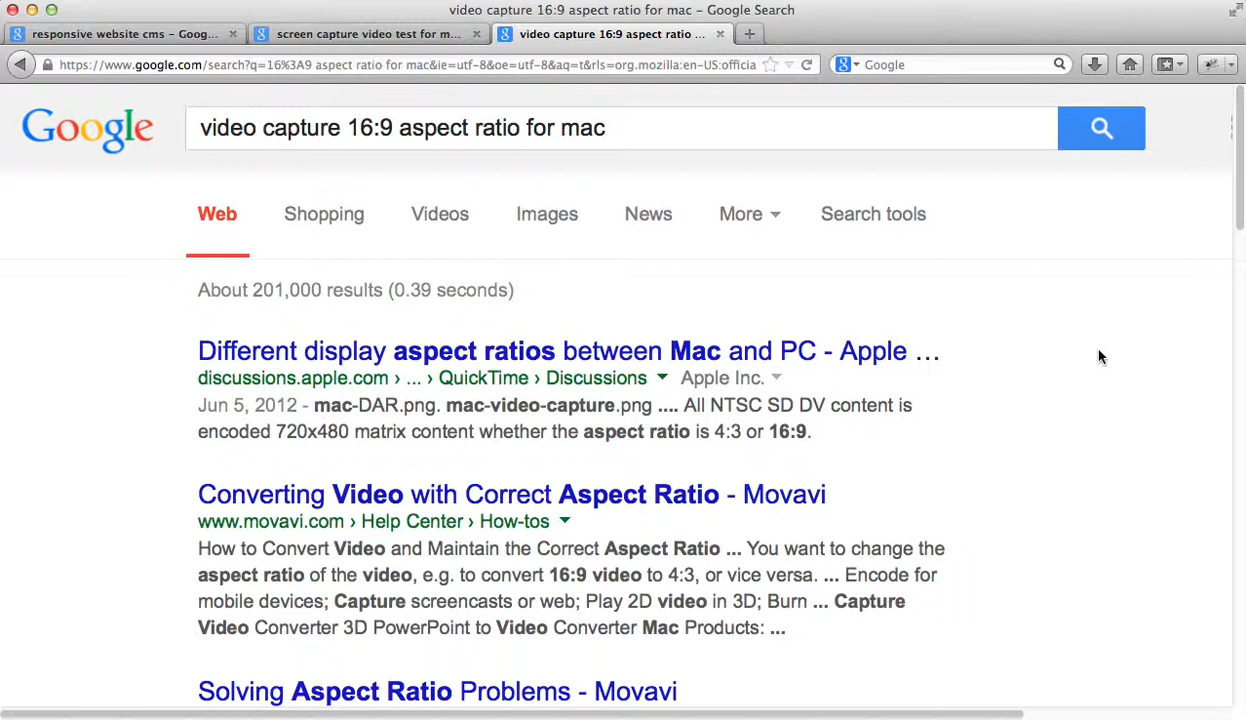 video capture 16:9 aspect ratio for mac - Google Search
responsive website cms - Goog...
screen capture video test for m...
video capture 16:9 aspect ratio ...
https://www.google.com/search?q=16%3A9 aspect ratio for mac&ie=utf-8&oe=utf-8&aq=t&rls=org.mozilla:en-US:officia
Google
Google
video capture 16:9 aspect ratio for mac
Web Shopping Videos Images News More Search tools
About 201,000 results (0.39 seconds)
Different display aspect ratios between Mac and PC - Apple ...
discussions.apple.com › ... › QuickTime › Discussions Apple Inc.
Jun 5, 2012 - mac-DAR.png. mac-video-capture.png .... All NTSC SD DV content is
encoded 720x480 matrix content whether the aspect ratio is 4:3 or 16:9.
Converting Video with Correct Aspect Ratio - Movavi
www.movavi.com › Help Center › How-tos
How to Convert Video and Maintain the Correct Aspect Ratio ... You want to change the
aspect ratio of the video, e.g. to convert 16:9 video to 4:3, or vice versa. ... Encode for
mobile devices; Capture screencasts or web; Play 2D video in 3D; Burn ... Capture
Video Converter 3D PowerPoint to Video Converter Mac Products: ...
Solving Aspect Ratio Problems - Movavi